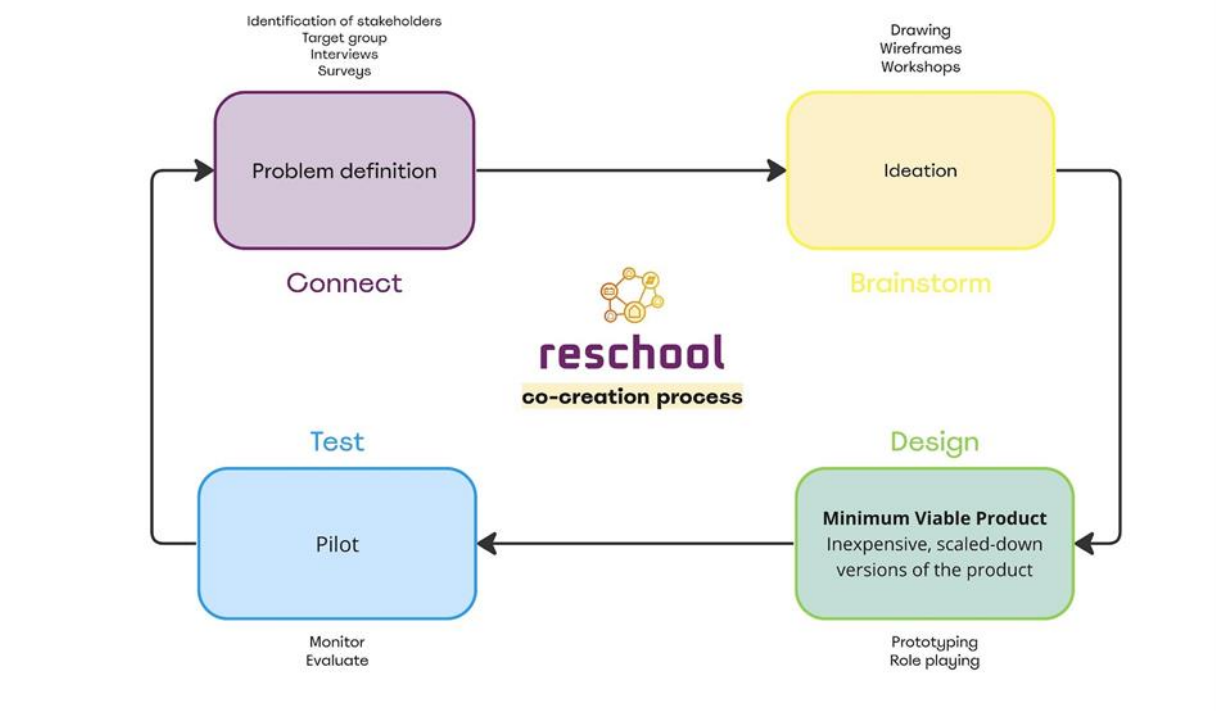 Identification of stakeholders
Target group
Interviews
Surveys
Problem definition
Connect
Drawing
Wireframes
Workshops
Ideation
Brainstorm
reschool
co-creation process
Test
Pilot
Monitor
Evaluate
Design
Minimum Viable Product
Inexpensive, scaled-down
versions of the product
Prototyping
Role playing